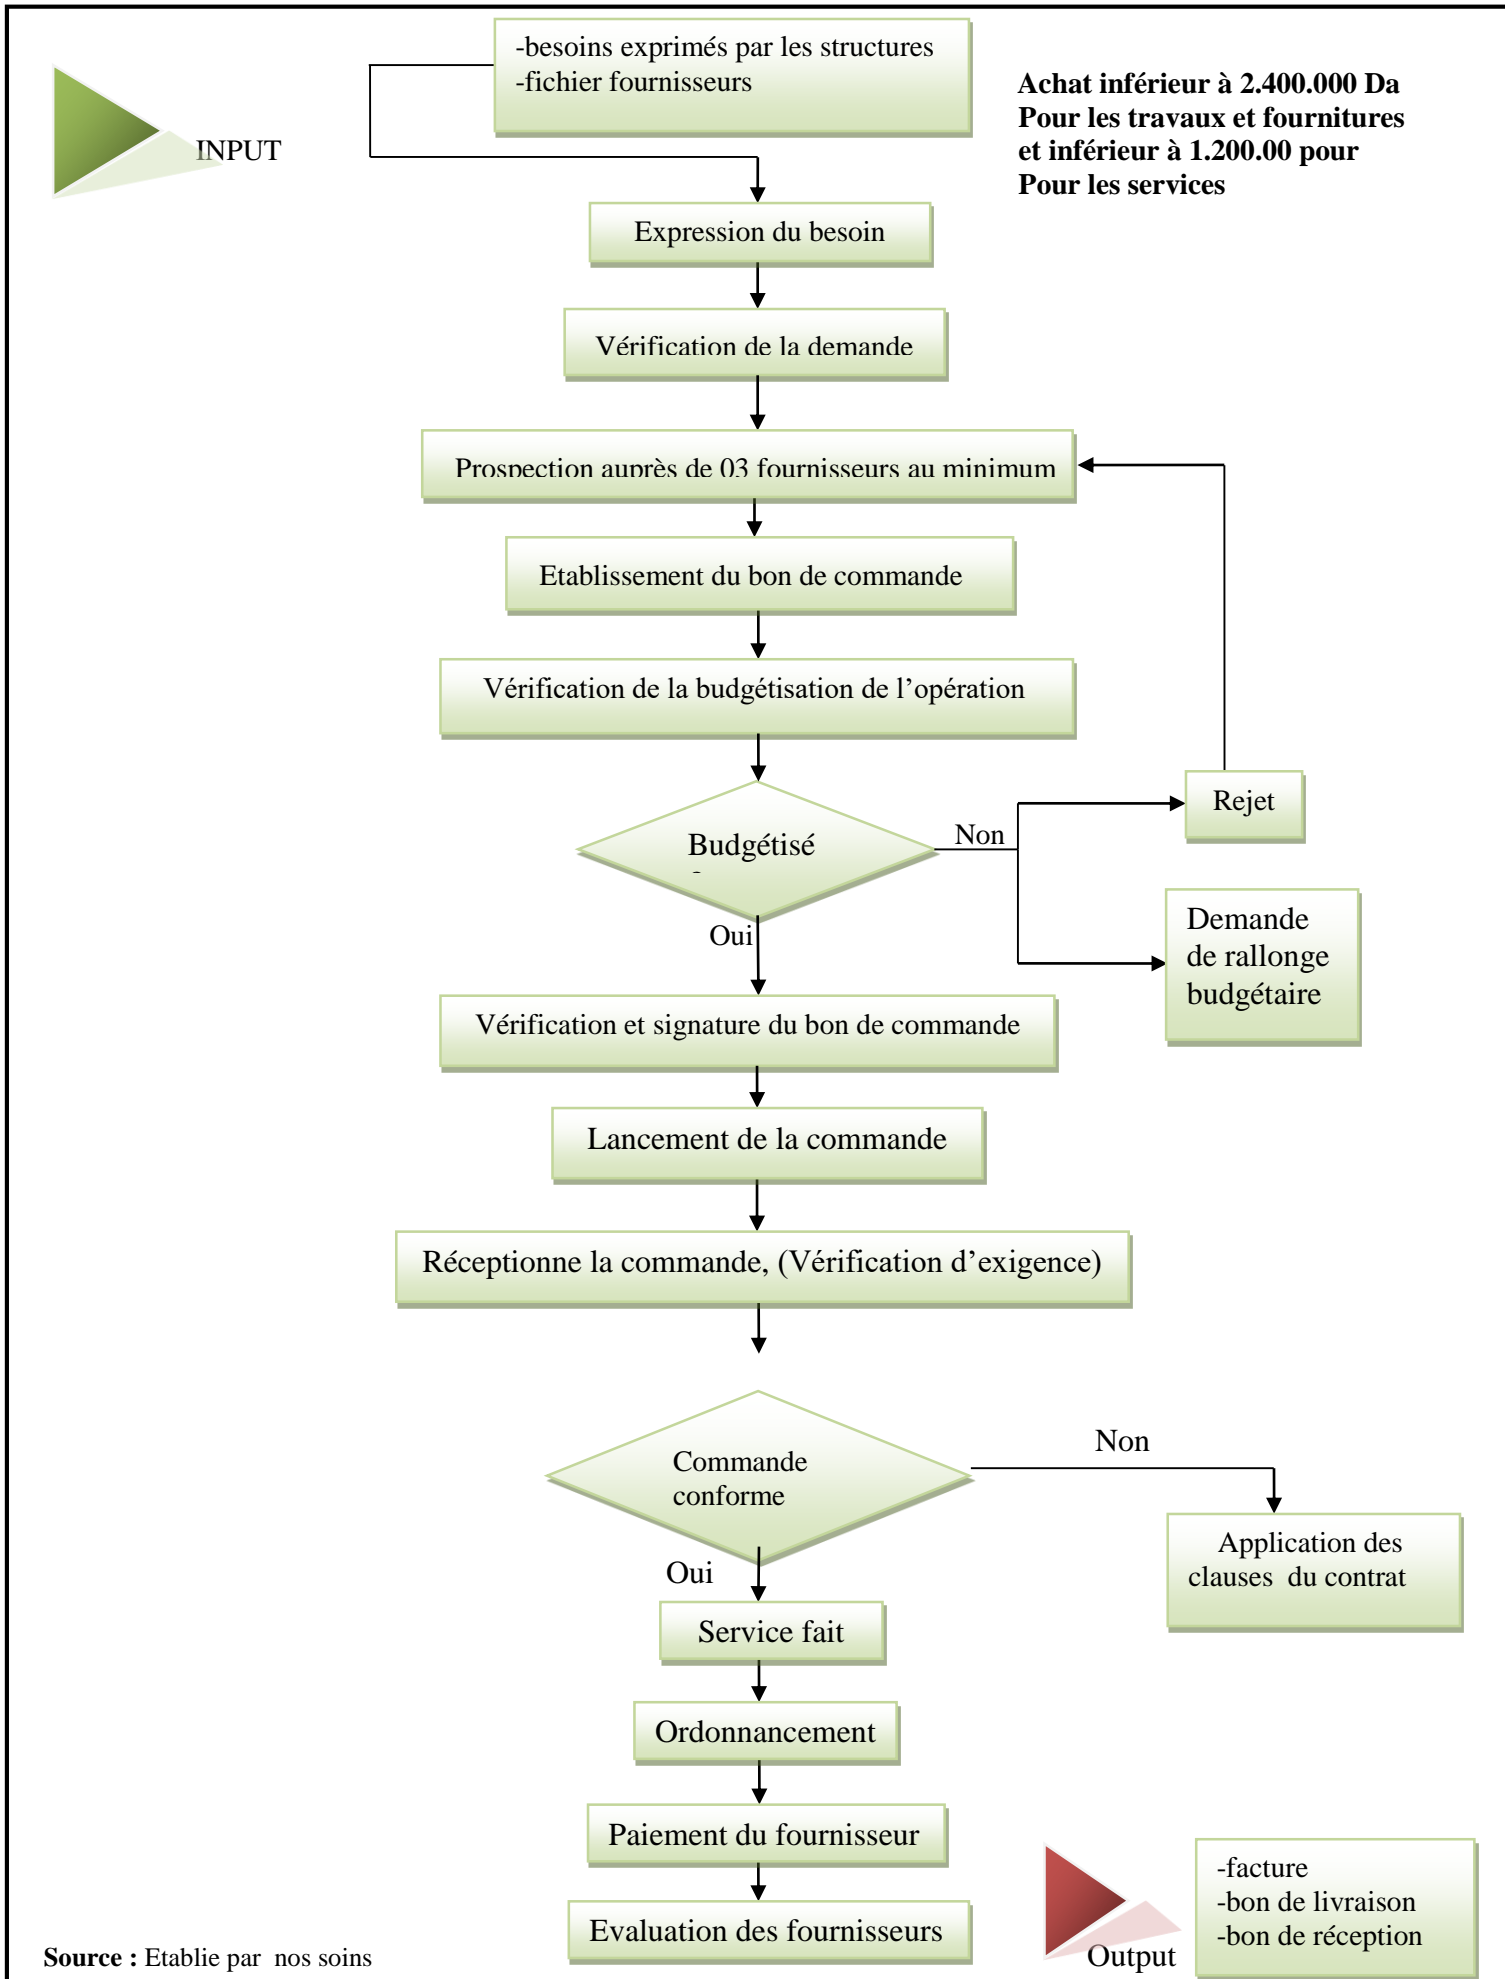 -besoins exprimés par les structures
-fichier fournisseurs
Achat inférieur à 2.400.000 Da
Pour les travaux et fournitures
et inférieur à 1.200.00 pour
Pour les services
INPUT
Expression du besoin
Vérification de la demande
Prospection auprès de 03 fournisseurs au minimum
Etablissement du bon de commande
Vérification de la budgétisation de l’opération
Rejet
Budgétisé
Non
Demande
de rallonge
budgétaire
Oui
Vérification et signature du bon de commande
Lancement de la commande
Réceptionne la commande, (Vérification d’exigence)
Non
Commande
conforme
Application des
clauses du contrat
Oui
Service fait
Ordonnancement
Paiement du fournisseur
Evaluation des fournisseurs
-facture
-bon de livraison
-bon de réception
Output
Source : Etablie par nos soins